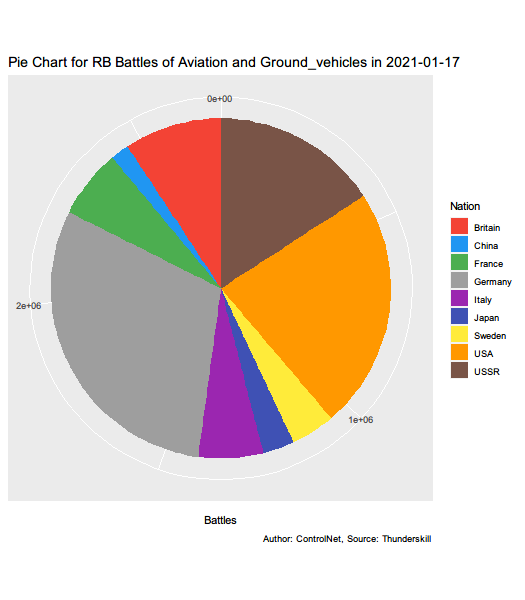 Pie Chart for RB Battles of Aviation and Ground_vehicles in 2021-01-17
0e+00
Nation
Britain
China
France
Germany
Italy
Japan
Sweden
USA
USSR
2e+06
1e+06
Battles
Author: ControlNet, Source: Thunderskill